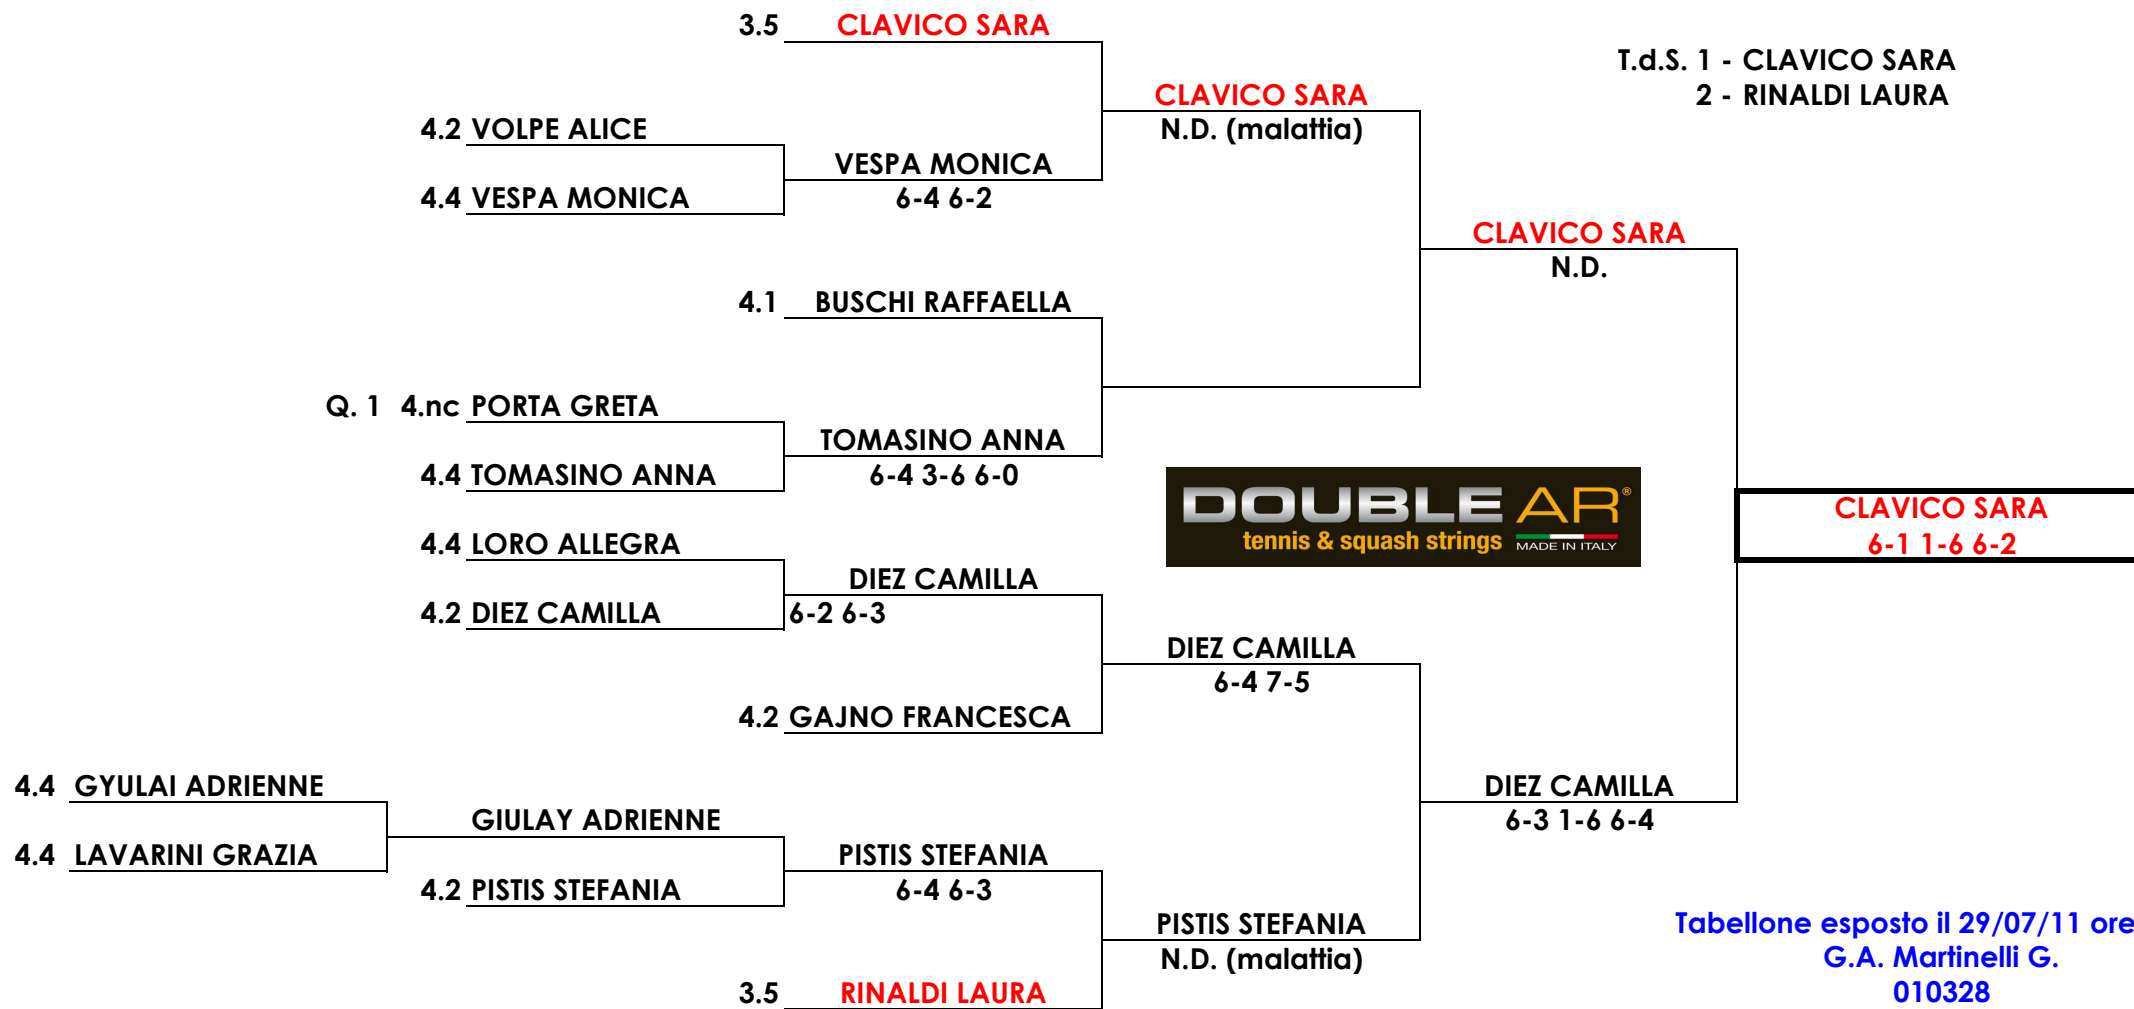 3.5 CLAVICO SARA
T.d.S. 1 - CLAVICO SARA
2 - RINALDI LAURA
CLAVICO SARA
4.2 VOLPE ALICE
N.D. (malattia)
VESPA MONICA
4.4 VESPA MONICA
6-4 6-2
CLAVICO SARA
N.D.
4.1 BUSCHI RAFFAELLA
Q. 1 4.nc PORTA GRETA
TOMASINO ANNA
4.4 TOMASINO ANNA
6-4 3-6 6-0
DOUBLE AR®
tennis & squash strings MADE IN ITALY
CLAVICO SARA
6-1 1-6 6-2
4.4 LORO ALLEGRA
DIEZ CAMILLA
4.2 DIEZ CAMILLA
6-2 6-3
DIEZ CAMILLA
6-4 7-5
4.2 GAJNO FRANCESCA
4.4 GYULAI ADRIENNE
DIEZ CAMILLA
6-3 1-6 6-4
GIULAY ADRIENNE
4.4 LAVARINI GRAZIA
PISTIS STEFANIA
4.2 PISTIS STEFANIA
6-4 6-3
PISTIS STEFANIA
N.D. (malattia)
3.5 RINALDI LAURA
Tabellone esposto il 29/07/11 ore
G.A. Martinelli G.
010328